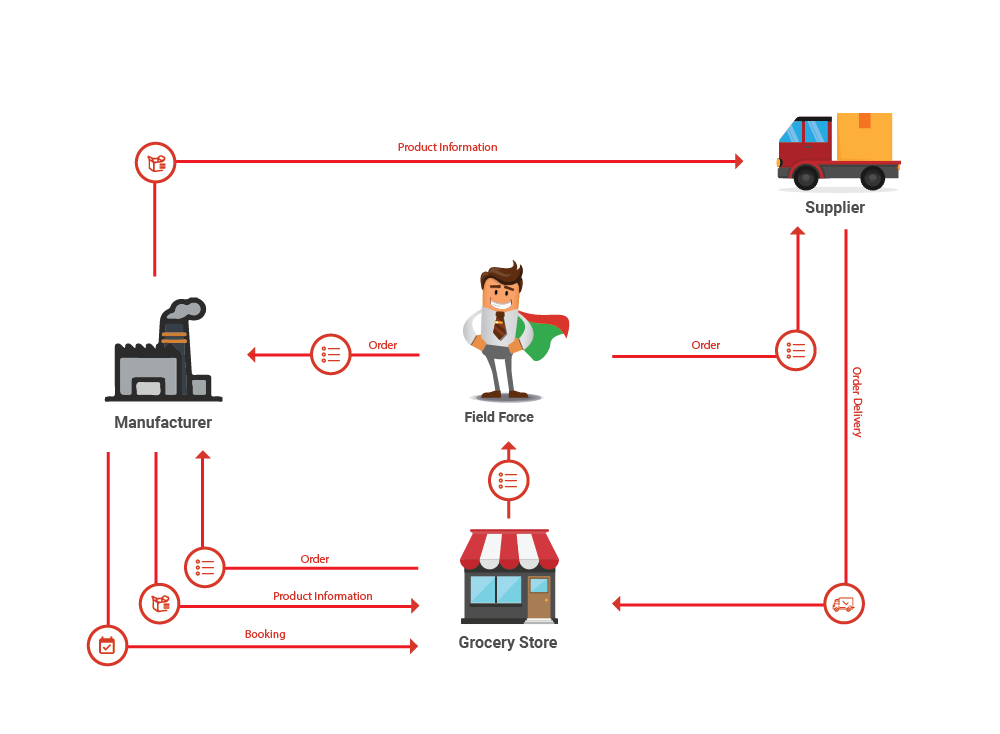 Product Information
Supplier
Order
Order
Order Delivery
Manufacturer
Field Force
Order
Product Information
Booking
Grocery Store